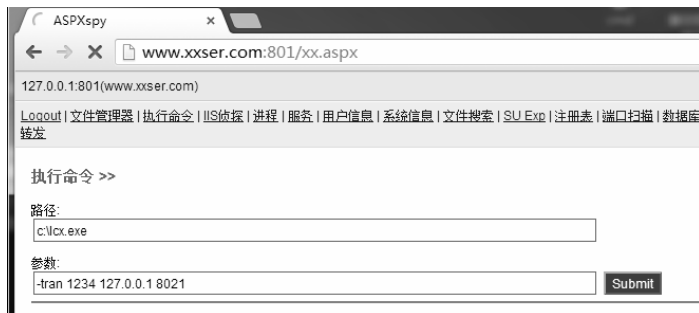 ASPXspy
www.xxser.com:801/xx.aspx
127.0.0.1:801(www.xxser.com)
Logout | 文件管理器 | 执行命令 | IIS侦探 | 进程 | 服务 | 用户信息 | 系统信息 | 文件搜索 | SU Exp | 注册表 | 端口扫描 | 数据库
转发
执行命令 >>
路径:
c:\lcx.exe
参数:
-tran 1234 127.0.0.1 8021 Submit